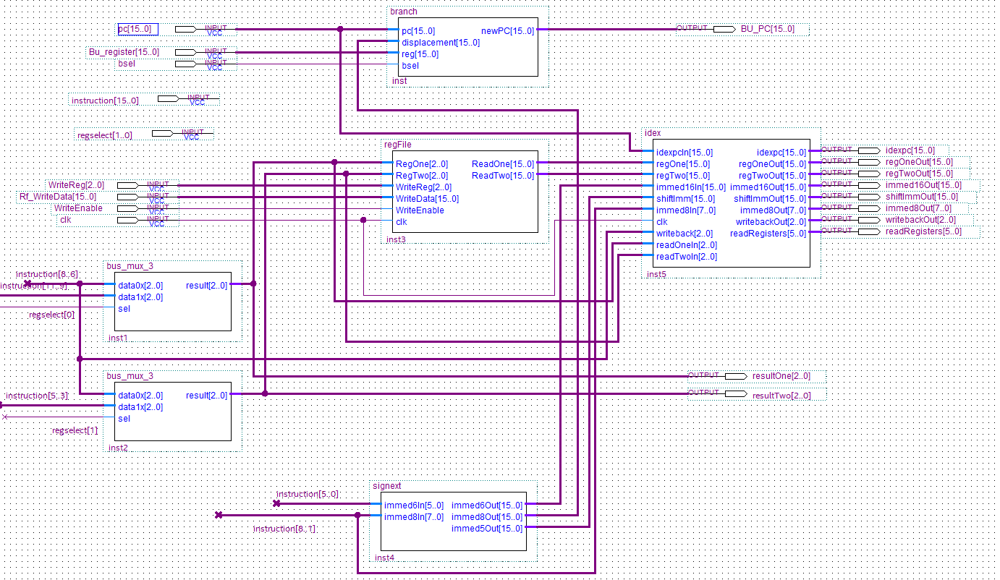 branch
pc[15..0]
INPUT
VCC
pc[15..0]
newPC[15..0]
OUTPUT
BU_PC[15..0]
displacement[15..0]
Bu_register[15..0]
INPUT
VCC
reg[15..0]
bsel
INPUT
VCC
bsel
inst
instruction[15..0]
INPUT
VCC
regselect[1..0]
INPUT
VCC
regFile
RegOne[2..0]
ReadOne[15..0]
RegTwo[2..0]
ReadTwo[15..0]
WriteReg[2..0]
INPUT
VCC
WriteReg[2..0]
Rf_WriteData[15..0]
INPUT
VCC
WriteData[15..0]
WriteEnable
INPUT
VCC
WriteEnable
clk
INPUT
VCC
clk
inst3
idex
idexpcIn[15..0]
idexpc[15..0]
OUTPUT
idexpc[15..0]
regOne[15..0]
regOneOut[15..0]
OUTPUT
regOneOut[15..0]
regTwo[15..0]
regTwoOut[15..0]
OUTPUT
regTwoOut[15..0]
immed16In[15..0]
immed16Out[15..0]
OUTPUT
immed16Out[15..0]
shiftImm[15..0]
shiftImmOut[15..0]
OUTPUT
shiftImmOut[15..0]
immed8In[7..0]
immed8Out[7..0]
OUTPUT
immed8Out[7..0]
clk
writebackOut[2..0]
OUTPUT
writebackOut[2..0]
writeback[2..0]
readRegisters[5..0]
OUTPUT
readRegisters[5..0]
readOneIn[2..0]
readTwoIn[2..0]
inst5
bus_mux_3
instruction[8..6]
instruction[11..9]
data0x[2..0]
result[2..0]
data1x[2..0]
sel
regselect[0]
inst1
bus_mux_3
instruction[5..3]
data0x[2..0]
result[2..0]
data1x[2..0]
sel
regselect[1]
inst2
OUTPUT
resultOne[2..0]
OUTPUT
resultTwo[2..0]
signext
instruction[5..0]
immed6In[5..0]
immed6Out[15..0]
immed8In[7..0]
immed8Out[15..0]
instruction[8..1]
immed5Out[15..0]
inst4